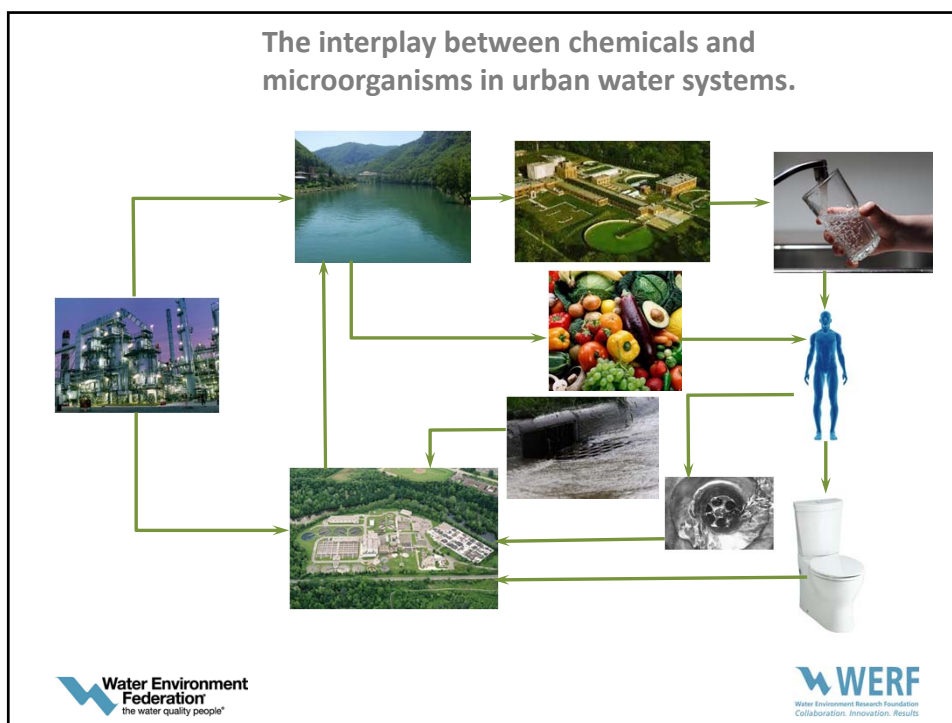 The interplay between chemicals and
microorganisms in urban water systems.
Water Environment
Federation
the water quality people®
WERF
Water Environment Research Foundation
Collaboration. Innovation. Results